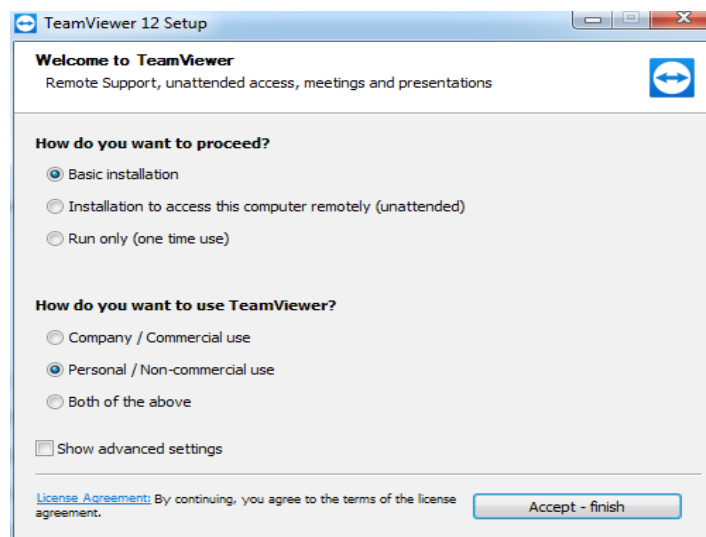 TeamViewer 12 Setup
Welcome to TeamViewer
Remote Support, unattended access, meetings and presentations
How do you want to proceed?
Basic installation
Installation to access this computer remotely (unattended)
Run only (one time use)
How do you want to use TeamViewer?
Company / Commercial use
Personal / Non-commercial use
Both of the above
Show advanced settings
License Agreement: By continuing, you agree to the terms of the license
agreement.
Accept - finish